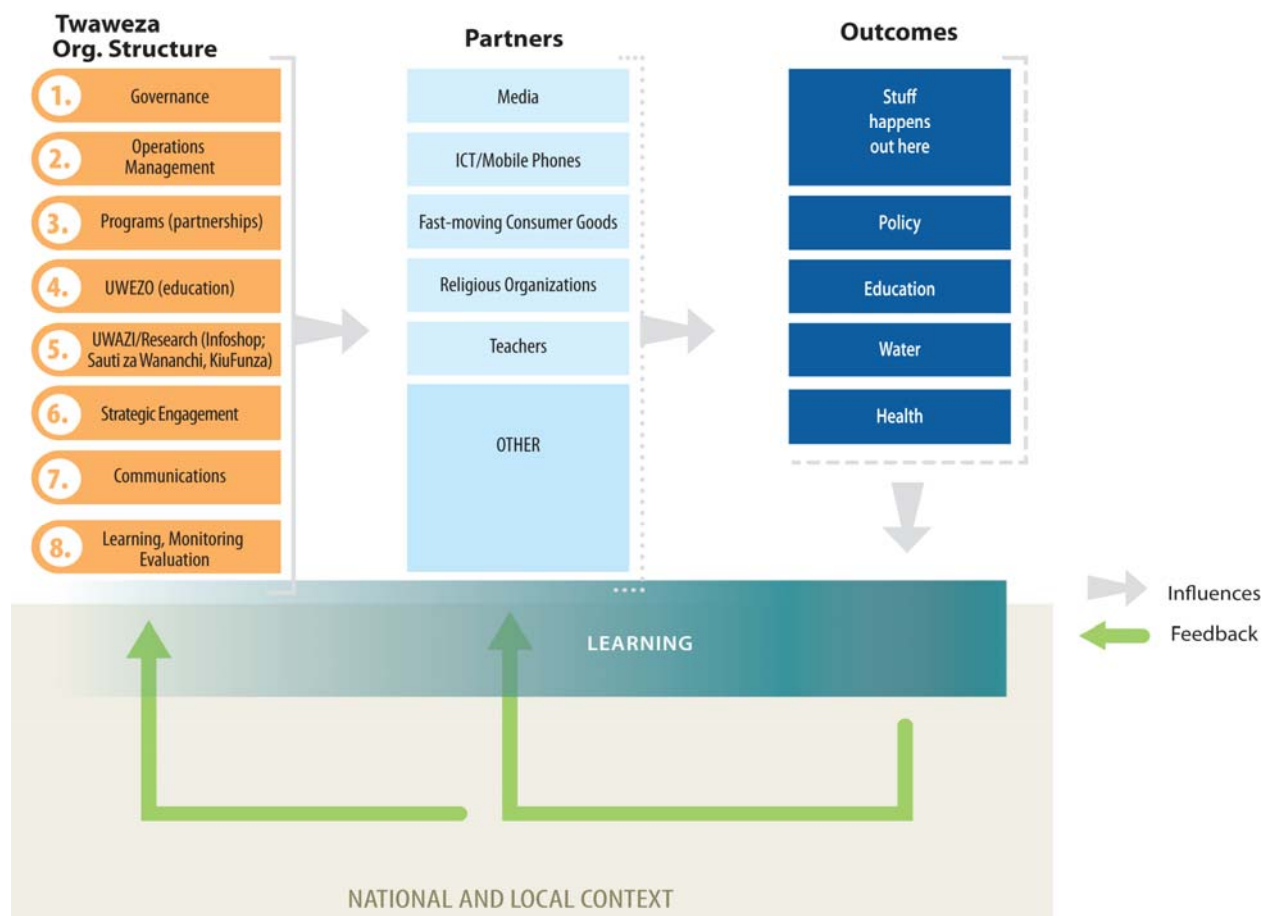 Twaweza
Org. Structure
1.
Governance
2.
Operations
Management
3.
Programs (partnerships)
4.
UWEZO (education)
5.
UWAZI/Research (Infoshop;
Sauti za Wananchi, KiuFunza)
6.
Strategic Engagement
7.
Communications
8.
Learning, Monitoring
Evaluation
Partners
Media
ICT/Mobile Phones
Fast-moving Consumer Goods
Religious Organizations
Teachers
OTHER
Outcomes
Stuff
happens
out here
Policy
Education
Water
Health
Influences
Feedback
LEARNING
NATIONAL AND LOCAL CONTEXT